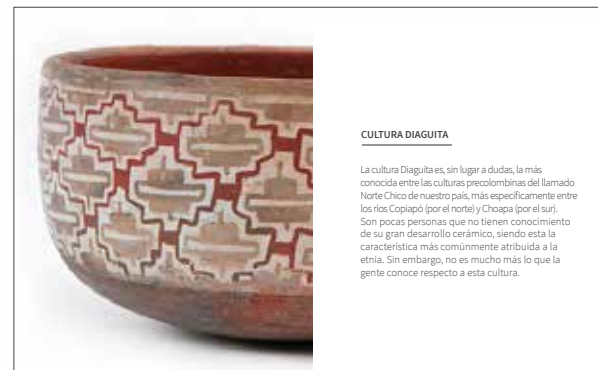 CULTURA DIAGUITA
La cultura Diaguita es, sin lugar a dudas, la más
conocida entre las culturas precolombinas del llamado
Norte Chico de nuestro país, más específicamente entre
los ríos Copiapó (por el norte) y Choapa (por el sur).
Son pocas personas que no tienen conocimiento
de su gran desarrollo cerámico, siendo esta la
característica más comúnmente atribuida a la
etnia. Sin embargo, no es mucho más lo que la
gente conoce respecto a esta cultura.